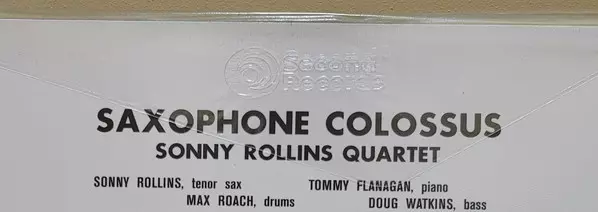 Second
Records
SAXOPHONE COLOSSUS
SONNY ROLLINS QUARTET
SONNY ROLLINS, tenor sax TOMMY FLANAGAN, piano
MAX ROACH, drums DOUG WATKINS, bass